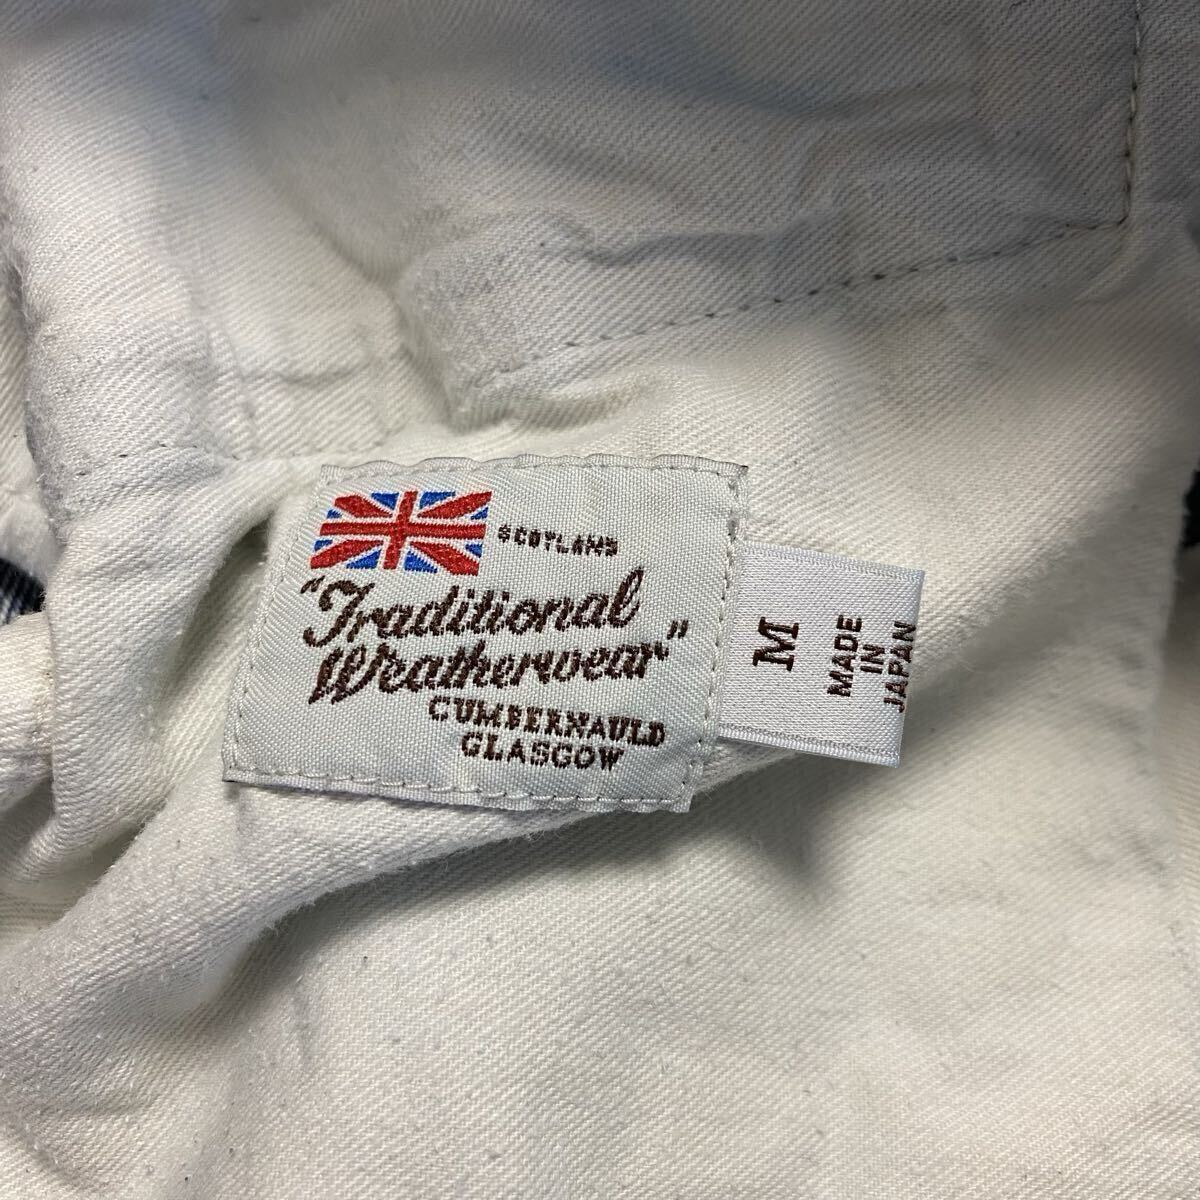 SCOTLAND
"Traditional
Weatherwear"
CUMBERNAULD
GLASGOW
M
MADE
IN
JAPAN